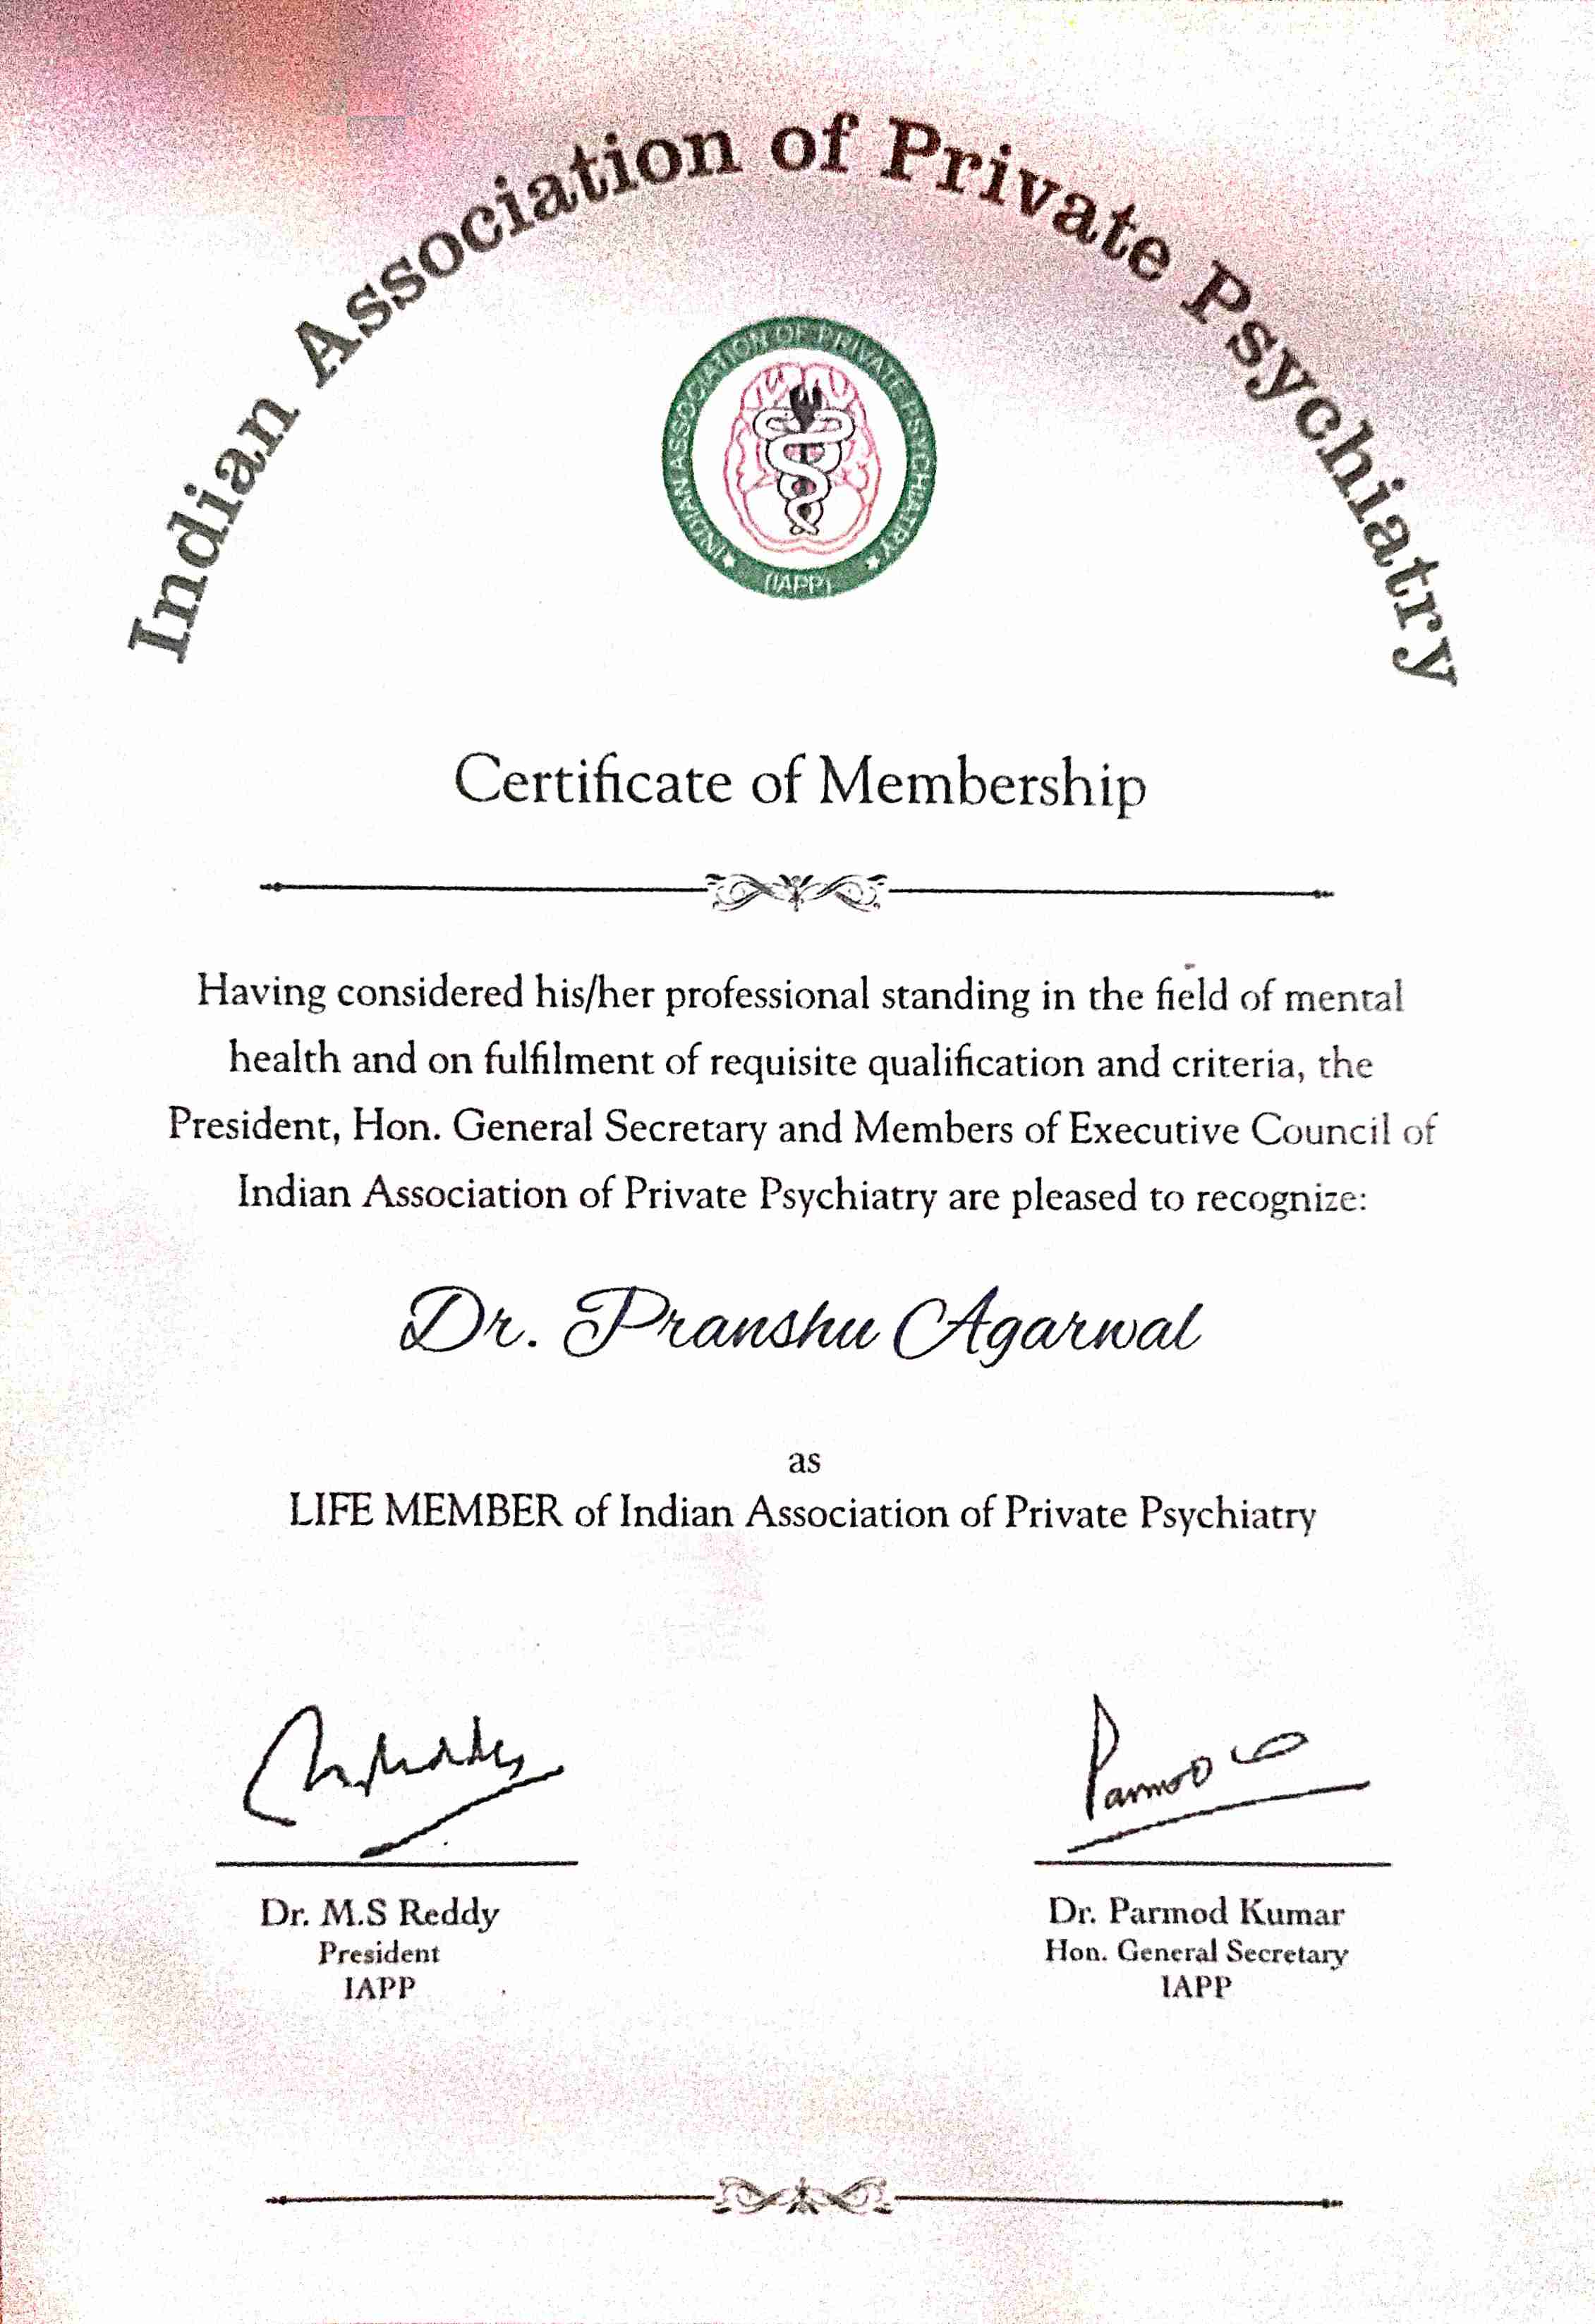 Indian Association of Private Psychiatry
INDIAN ASSOCIATION OF PRIVATE PSYCHIATRY
(IAPP)
Certificate of Membership
Having considered his/her professional standing in the field of mental
health and on fulfilment of requisite qualification and criteria, the
President, Hon. General Secretary and Members of Executive Council of
Indian Association of Private Psychiatry are pleased to recognize:
Dr. Pranshu Agarwal
as
LIFE MEMBER of Indian Association of Private Psychiatry
Parmod
Dr. M.S Reddy
President
IAPP
Dr. Parmod Kumar
Hon. General Secretary
IAPP